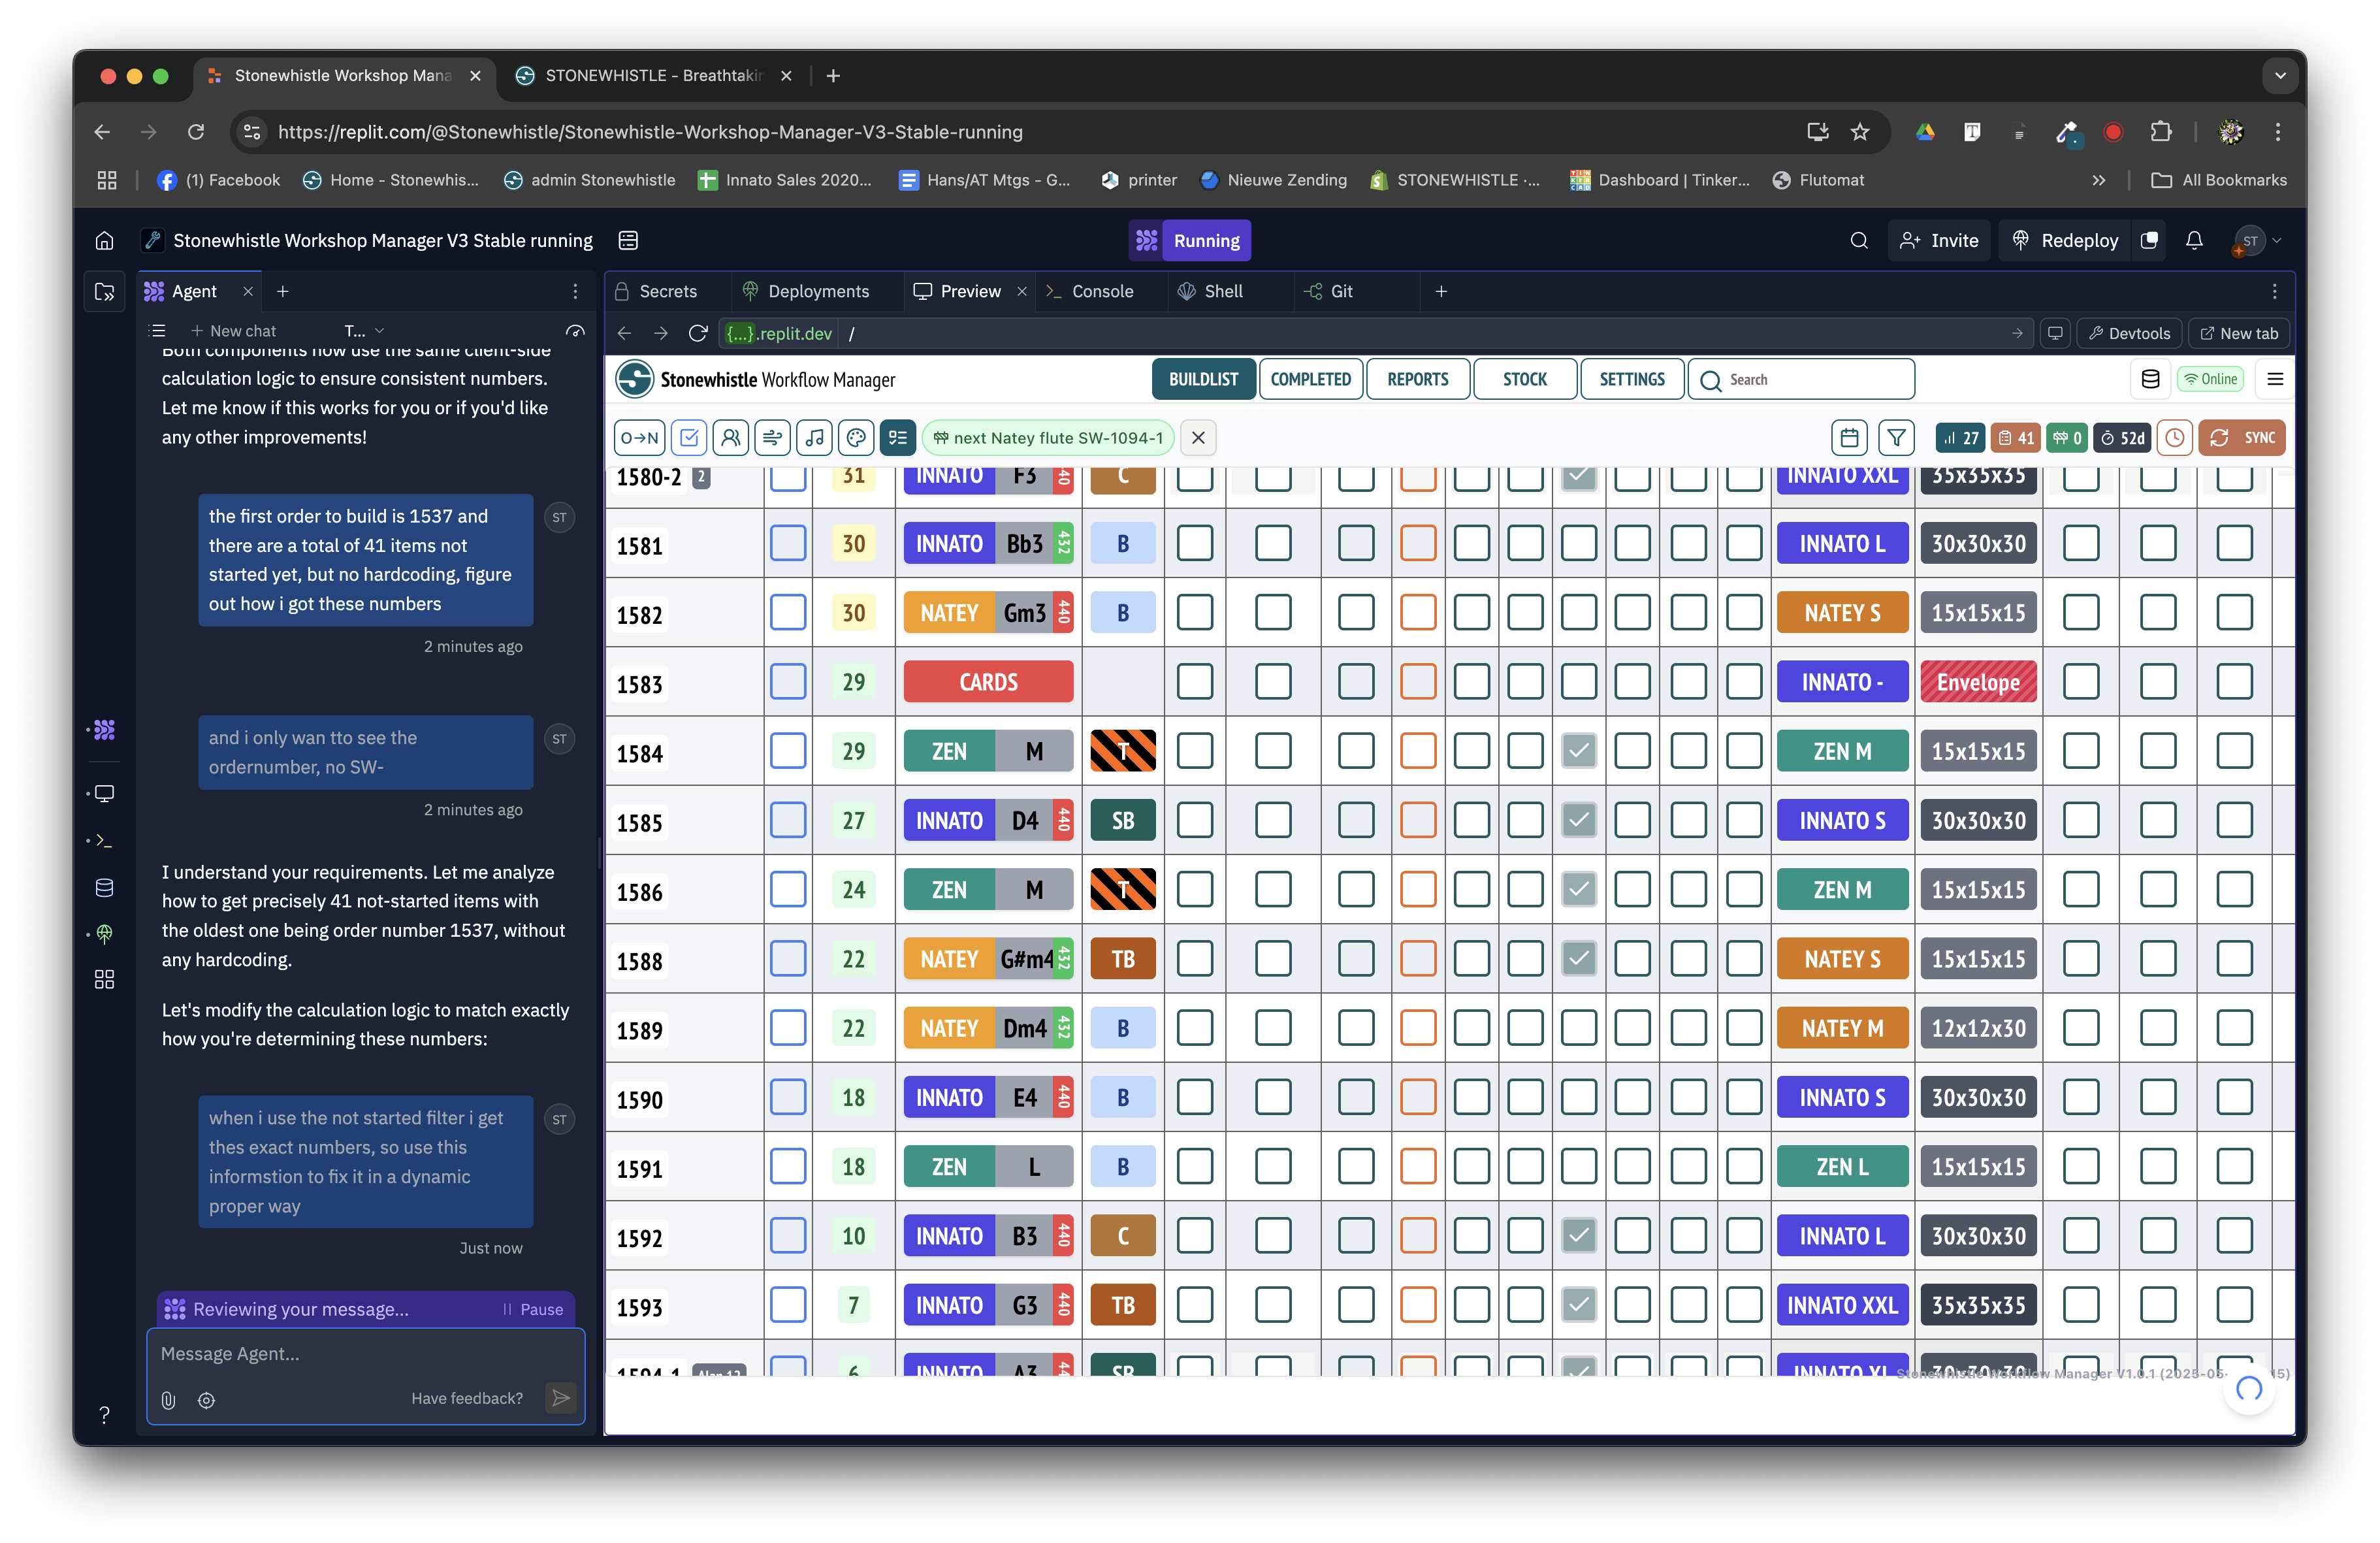 Stonewhistle Workshop Mana
STONEWHISTLE - Breathtakin
https://replit.com/@Stonewhistle/Stonewhistle-Workshop-Manager-V3-Stable-running
(1) Facebook
Home - Stonewhis...
admin Stonewhistle
Innato Sales 2020...
Hans/AT Mtgs - G...
printer
Nieuwe Zending
STONEWHISTLE ·...
Dashboard | Tinker...
Flutomat
All Bookmarks
Stonewhistle Workshop Manager V3 Stable running
Running
Invite
Redeploy
ST
Agent
New chat
T...
Both components now use the same client-side
calculation logic to ensure consistent numbers.
Let me know if this works for you or if you'd like
any other improvements!
the first order to build is 1537 and
there are a total of 41 items not
started yet, but no hardcoding, figure
out how i got these numbers
ST
2 minutes ago
and i only wan tto see the
ordernumber, no SW-
ST
2 minutes ago
I understand your requirements. Let me analyze
how to get precisely 41 not-started items with
the oldest one being order number 1537, without
any hardcoding.
Let's modify the calculation logic to match exactly
how you're determining these numbers:
when i use the not started filter i get
thes exact numbers, so use this
informstion to fix it in a dynamic
proper way
ST
Just now
Reviewing your message...
Pause
Message Agent...
Have feedback?
Secrets
Deployments
Preview
Console
Shell
Git
{...}.replit.dev /
Devtools
New tab
Stonewhistle Workflow Manager
BUILDLIST
COMPLETED
REPORTS
STOCK
SETTINGS
Search
Online
O→N
next Natey flute SW-1094-1
27
41
0
52d
SYNC
1580-2 2 31 INNATO F3 40 C INNATO XXL 35x35x35
1581 30 INNATO Bb3 432 B INNATO L 30x30x30
1582 30 NATEY Gm3 440 B NATEY S 15x15x15
1583 29 CARDS INNATO - Envelope
1584 29 ZEN M T ZEN M 15x15x15
1585 27 INNATO D4 440 SB INNATO S 30x30x30
1586 24 ZEN M T ZEN M 15x15x15
1588 22 NATEY G#m4 432 TB NATEY S 15x15x15
1589 22 NATEY Dm4 432 B NATEY M 12x12x30
1590 18 INNATO E4 440 B INNATO S 30x30x30
1591 18 ZEN L B ZEN L 15x15x15
1592 10 INNATO B3 440 C INNATO L 30x30x30
1593 7 INNATO G3 440 TB INNATO XXL 35x35x35
1594-1 6 INNATO A3 SB INNATO XL 30x30x30
Stonewhistle Workflow Manager V1.0.1 (2025-05-